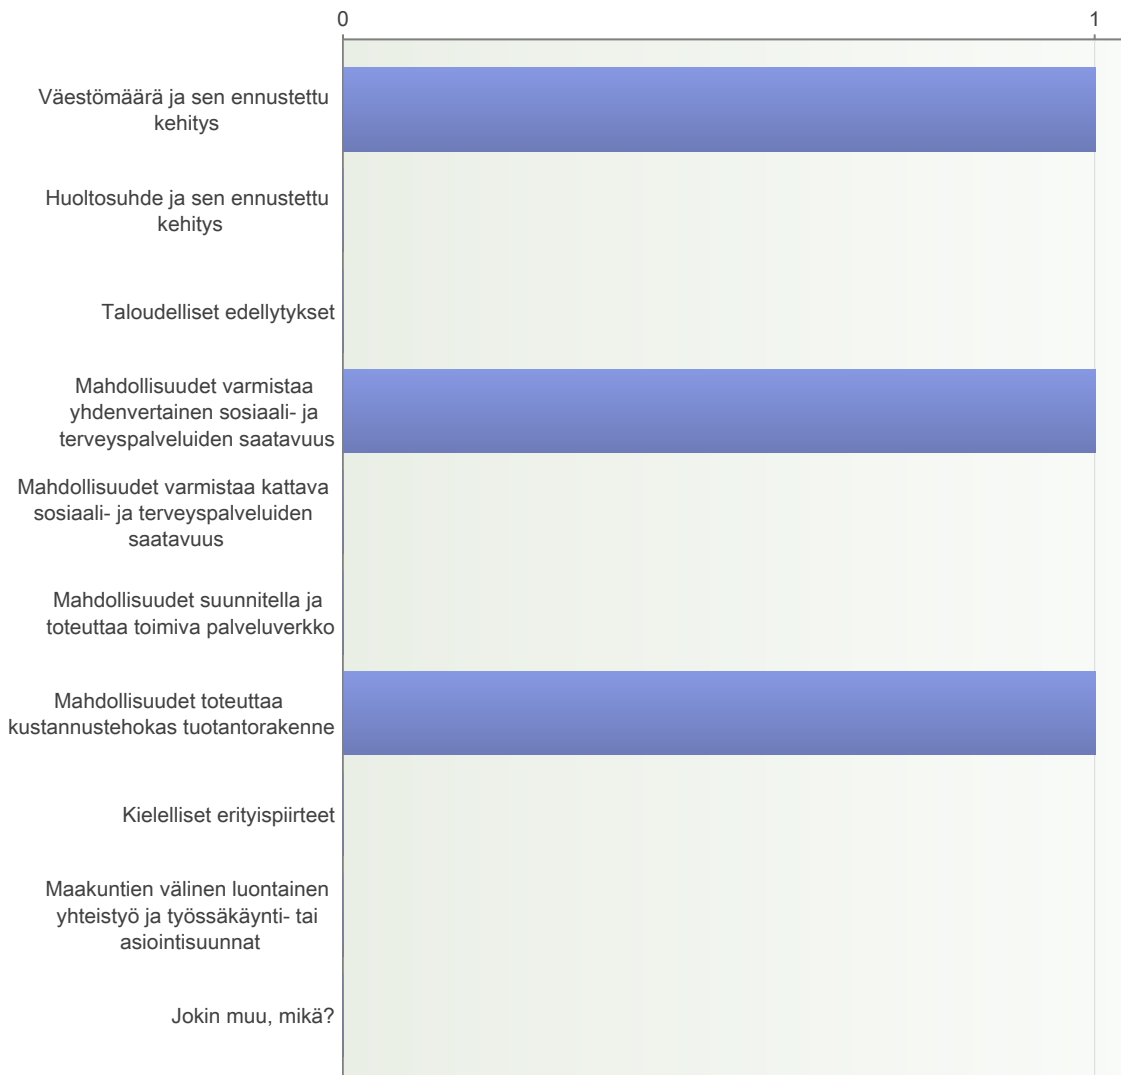 0 1
Väestömäärä ja sen ennustettu
kehitys
Huoltosuhde ja sen ennustettu
kehitys
Taloudelliset edellytykset
Mahdollisuudet varmistaa
yhdenvertainen sosiaali- ja
terveyspalveluiden saatavuus
Mahdollisuudet varmistaa kattava
sosiaali- ja terveyspalveluiden
saatavuus
Mahdollisuudet suunnitella ja
toteuttaa toimiva palveluverkko
Mahdollisuudet toteuttaa
kustannustehokas tuotantorakenne
Kielelliset erityispiirteet
Maakuntien välinen luontainen
yhteistyö ja työssäkäynti- tai
asiointisuunnat
Jokin muu, mikä?